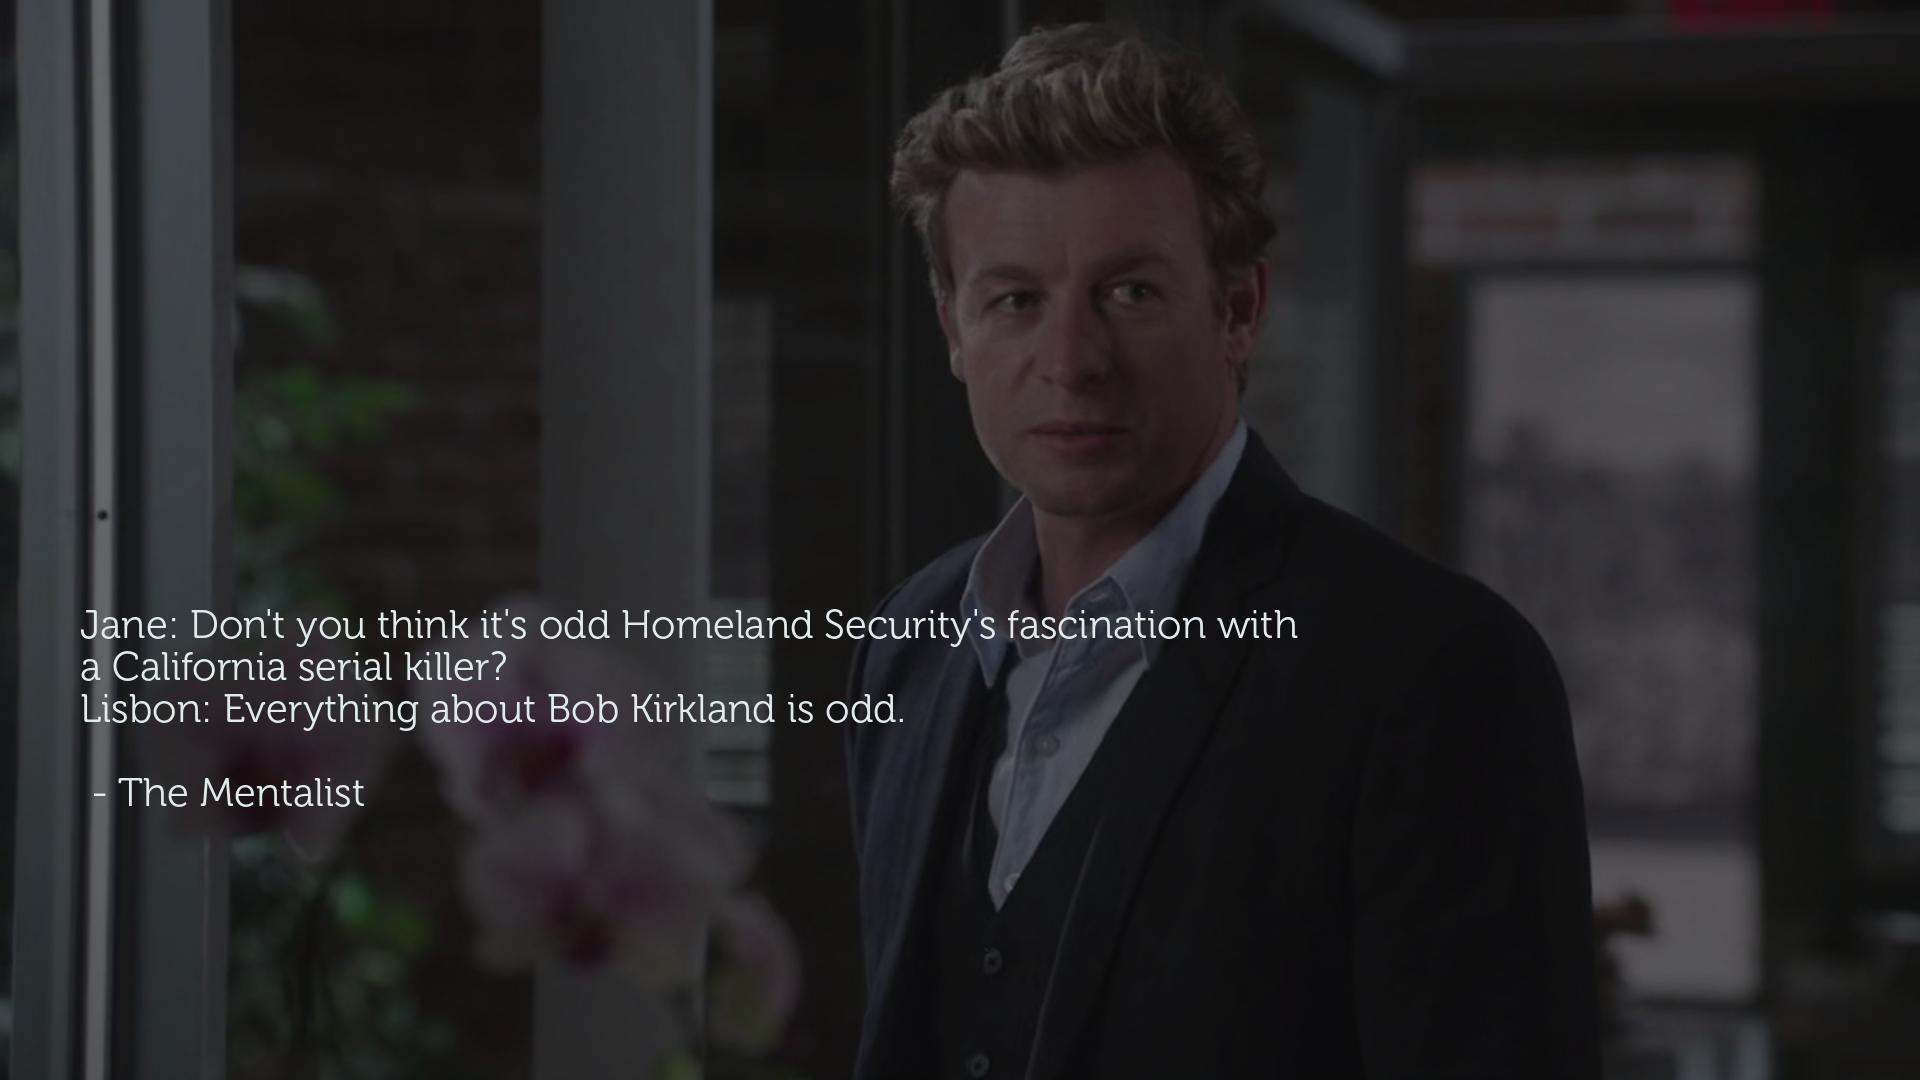 Jane: Don't you think it's odd Homeland Security's fascination with
a California serial killer?
Lisbon: Everything about Bob Kirkland is odd.
- The Mentalist